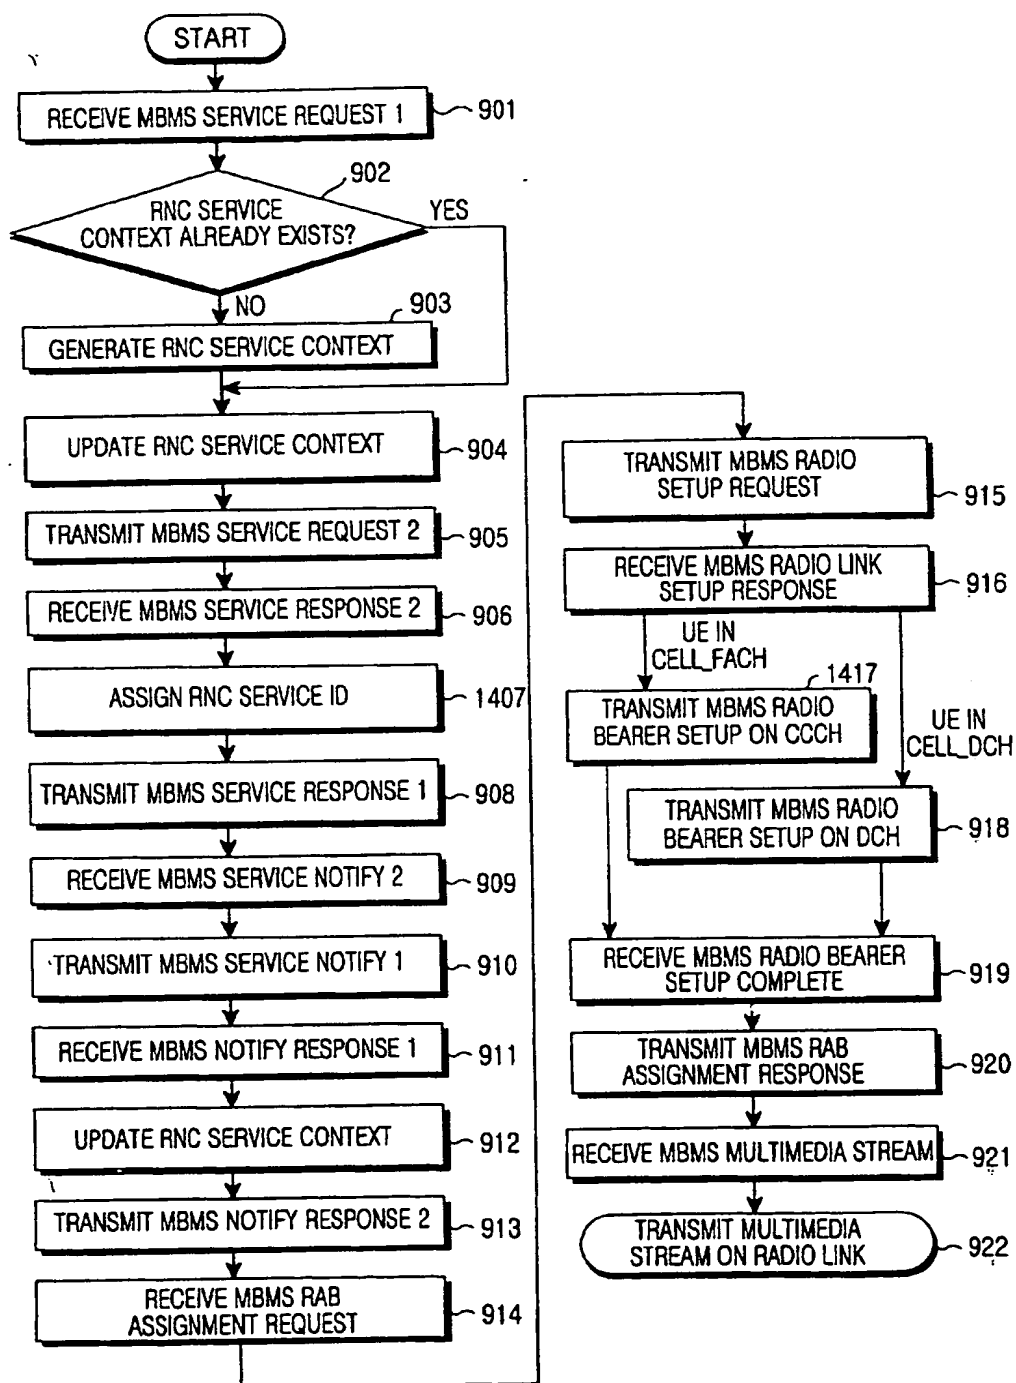 START
RECEIVE MBMS SERVICE REQUEST 1
901
902
RNC SERVICE
CONTEXT ALREADY EXISTS?
YES
NO
903
GENERATE RNC SERVICE CONTEXT
UPDATE RNC SERVICE CONTEXT
904
TRANSMIT MBMS SERVICE REQUEST 2
905
RECEIVE MBMS SERVICE RESPONSE 2
906
ASSIGN RNC SERVICE ID
1407
TRANSMIT MBMS SERVICE RESPONSE 1
908
RECEIVE MBMS SERVICE NOTIFY 2
909
TRANSMIT MBMS SERVICE NOTIFY 1
910
RECEIVE MBMS NOTIFY RESPONSE 1
911
UPDATE RNC SERVICE CONTEXT
912
TRANSMIT MBMS NOTIFY RESPONSE 2
913
RECEIVE MBMS RAB
ASSIGNMENT REQUEST
914
TRANSMIT MBMS RADIO
SETUP REQUEST
915
RECEIVE MBMS RADIO LINK
SETUP RESPONSE
916
UE IN
CELL_FACH
1417
TRANSMIT MBMS RADIO
BEARER SETUP ON CCCH
UE IN
CELL_DCH
TRANSMIT MBMS RADIO
BEARER SETUP ON DCH
918
RECEIVE MBMS RADIO BEARER
SETUP COMPLETE
919
TRANSMIT MBMS RAB
ASSIGNMENT RESPONSE
920
RECEIVE MBMS MULTIMEDIA STREAM
921
TRANSMIT MULTIMEDIA
STREAM ON RADIO LINK
922